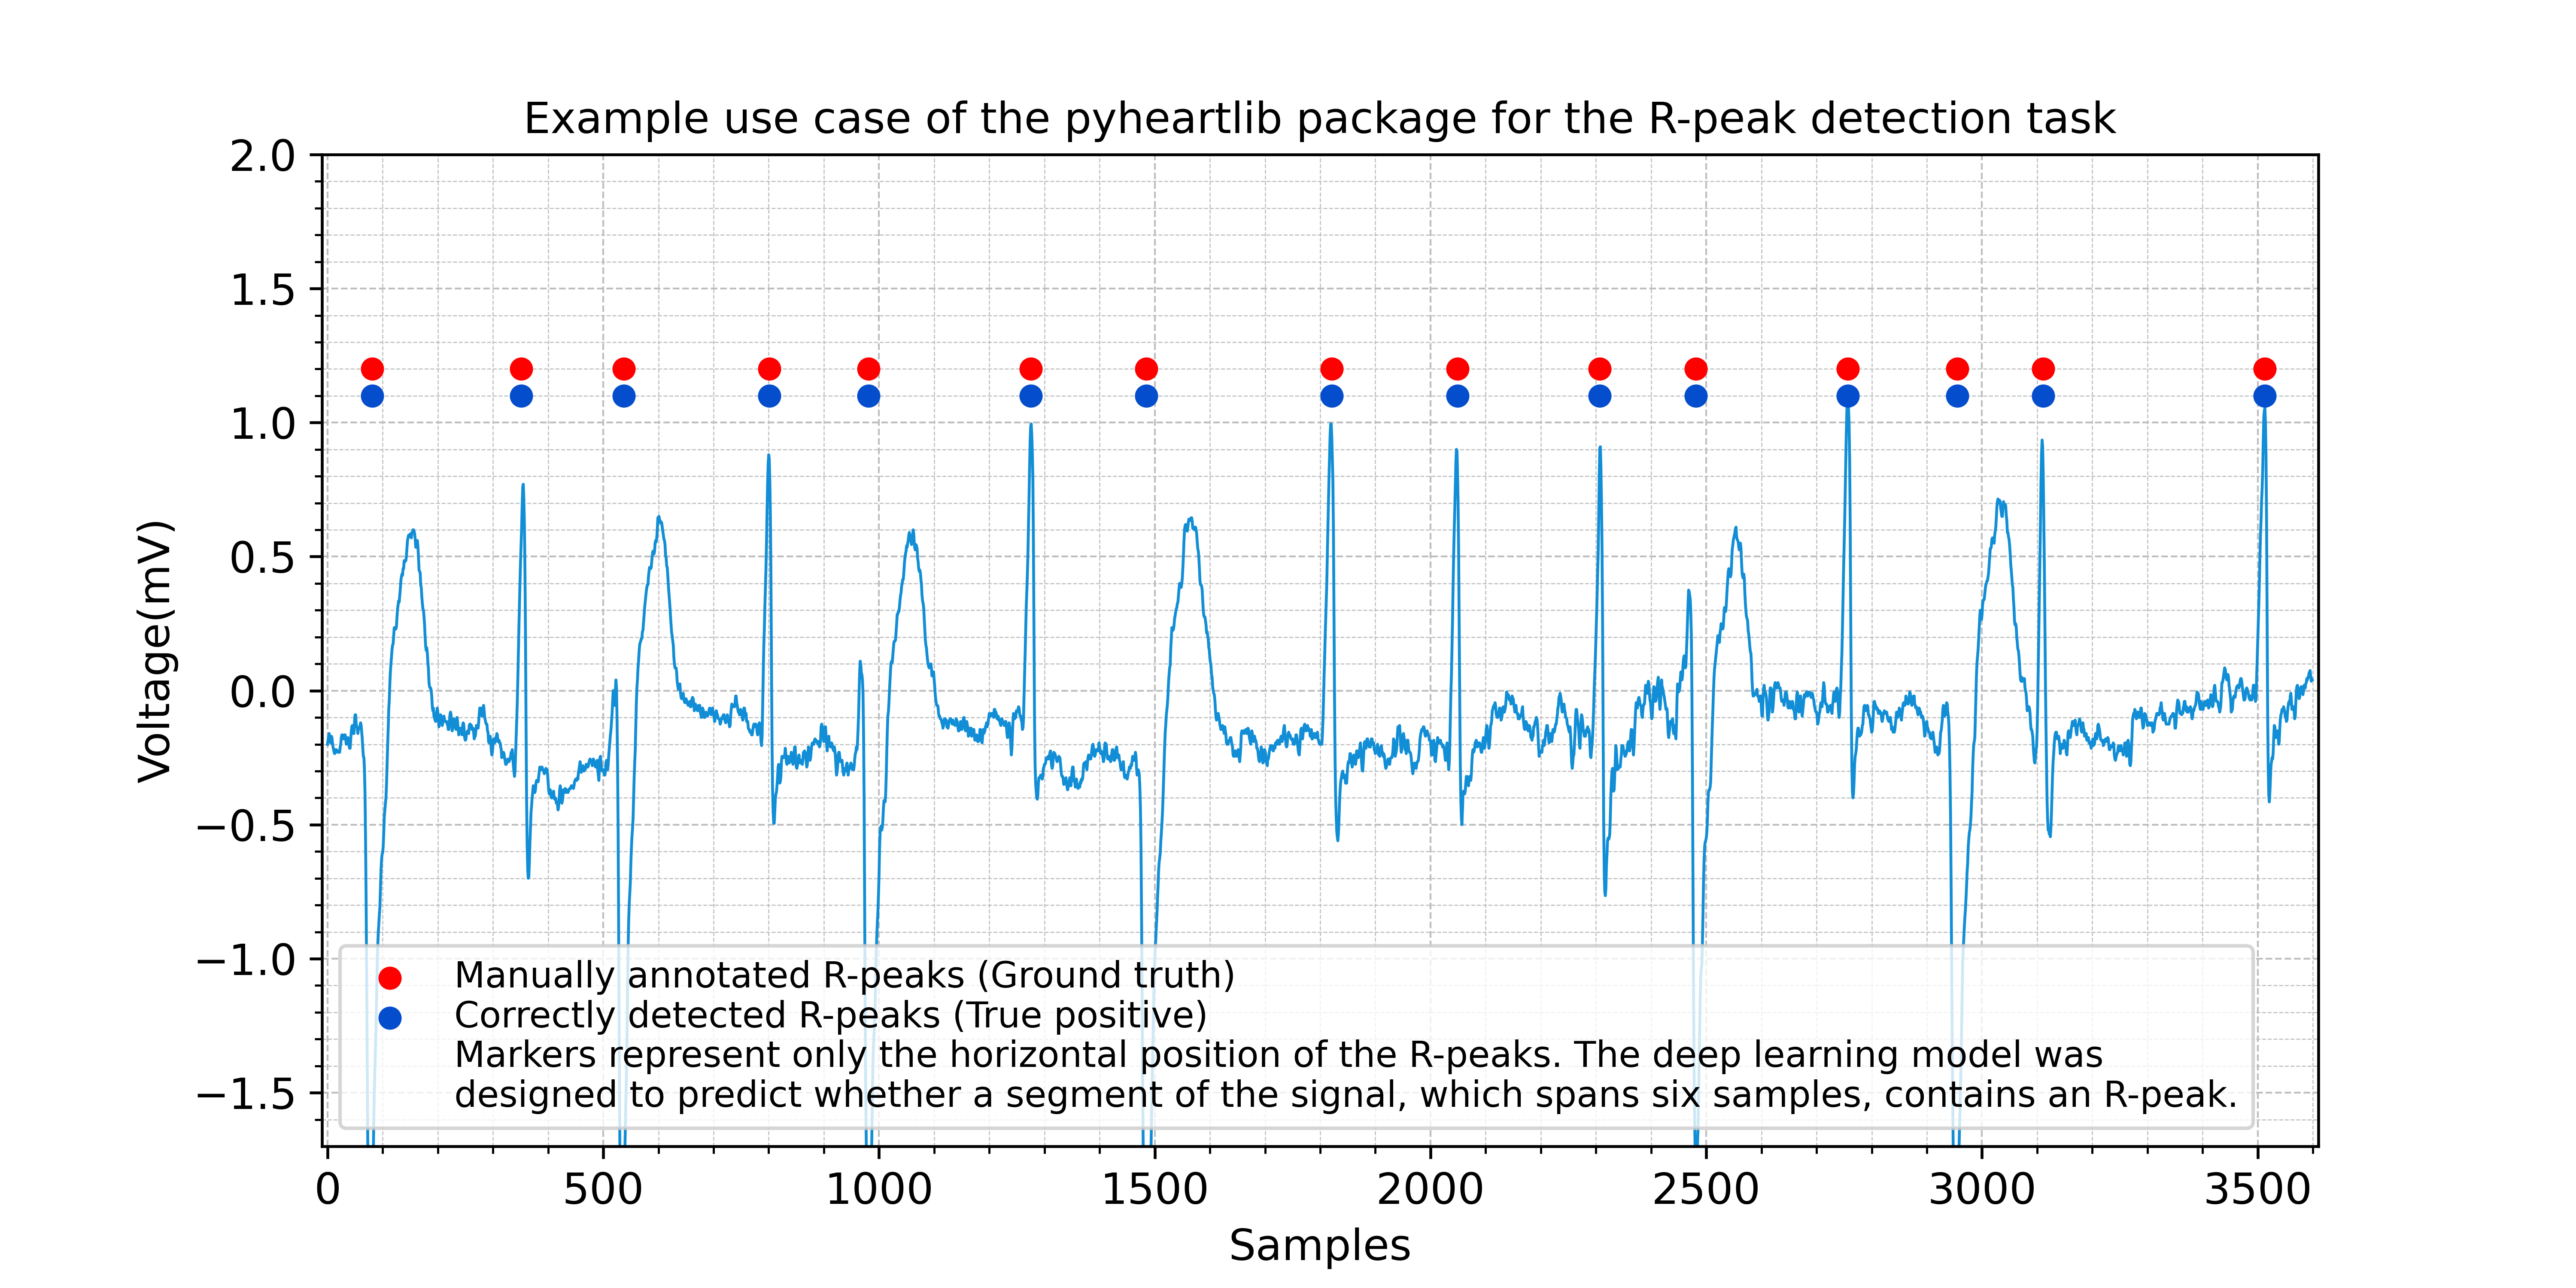 Example use case of the pyheartlib package for the R-peak detection task
2.0
1.5
1.0
0.5
0.0
−0.5
−1.0
−1.5
Voltage(mV)
Manually annotated R-peaks (Ground truth)
Correctly detected R-peaks (True positive)
Markers represent only the horizontal position of the R-peaks. The deep learning model was
designed to predict whether a segment of the signal, which spans six samples, contains an R-peak.
0 500 1000 1500 2000 2500 3000 3500
Samples